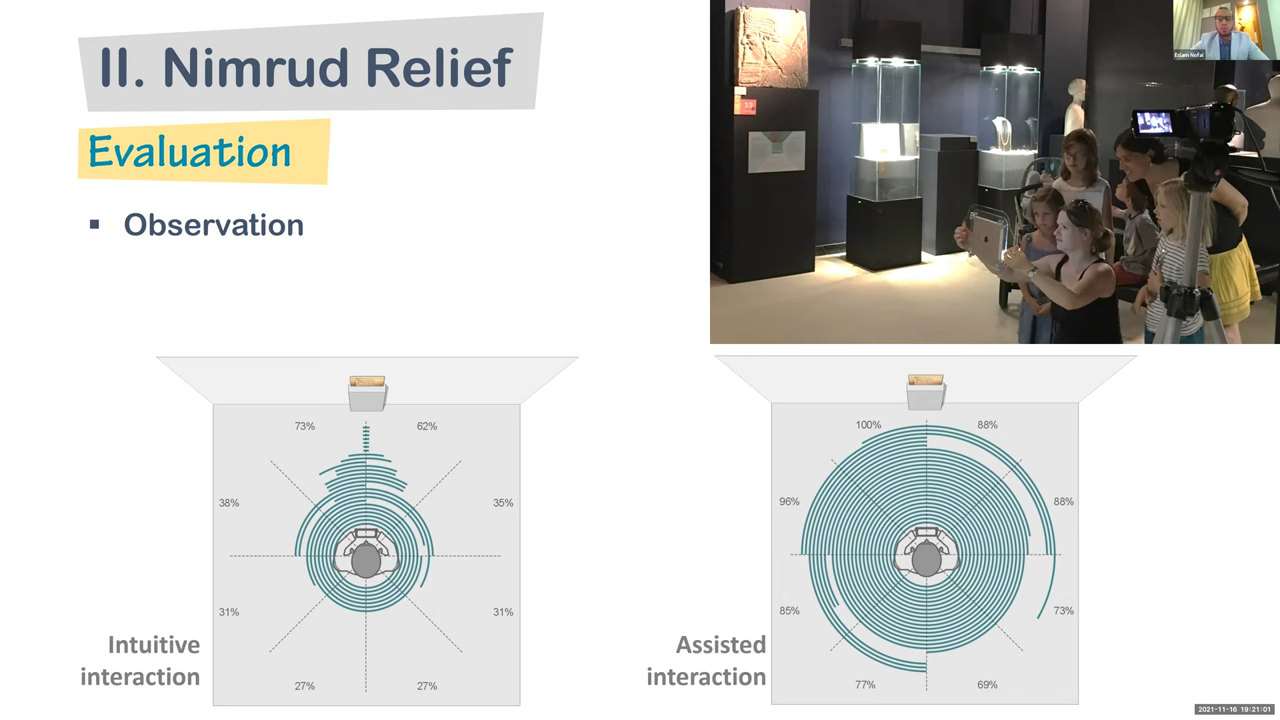 II. Nimrud Relief
Evaluation
▪ Observation
Eslam Nofal
13
73%
62%
38%
35%
31%
31%
27%
27%
Intuitive
interaction
100%
88%
96%
88%
85%
73%
77%
69%
Assisted
interaction
2021-11-16 19:21:01